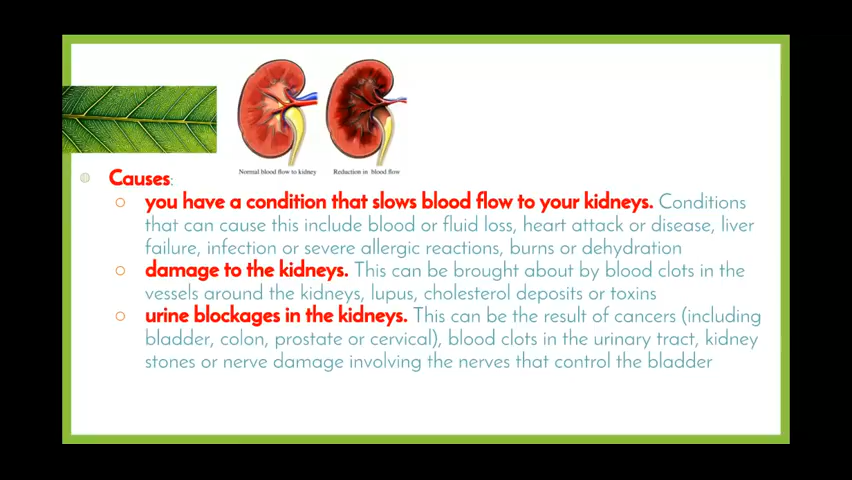 Normal blood flow to kidney
Reduction in blood flow
Causes:
you have a condition that slows blood flow to your kidneys. Conditions
that can cause this include blood or fluid loss, heart attack or disease, liver
failure, infection or severe allergic reactions, burns or dehydration
damage to the kidneys. This can be brought about by blood clots in the
vessels around the kidneys, lupus, cholesterol deposits or toxins
urine blockages in the kidneys. This can be the result of cancers (including
bladder, colon, prostate or cervical), blood clots in the urinary tract, kidney
stones or nerve damage involving the nerves that control the bladder